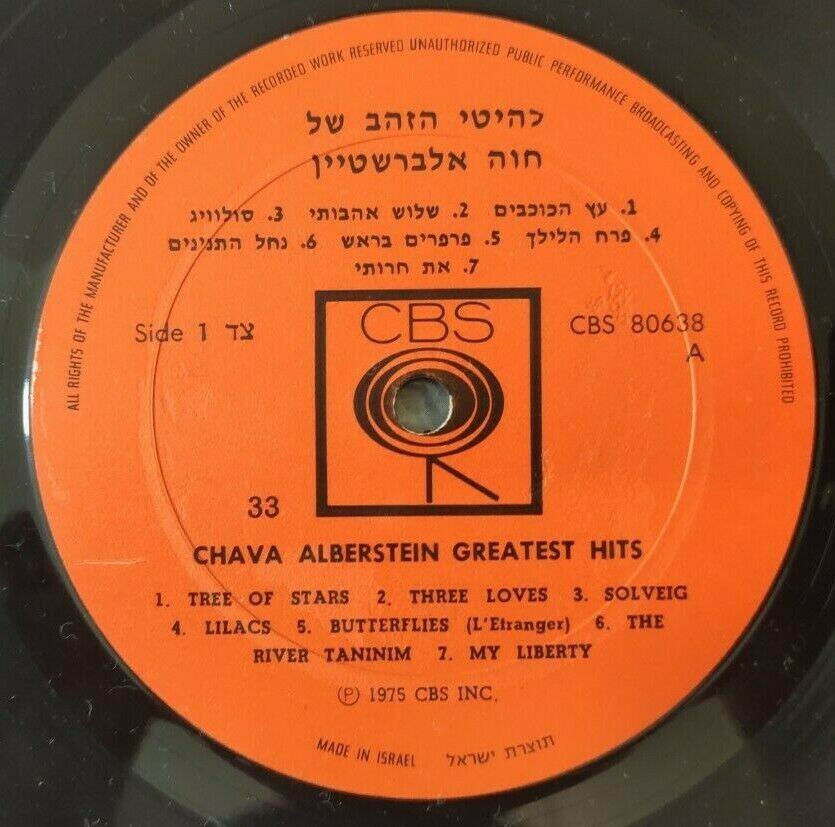 ALL RIGHTS OF THE MANUFACTURER AND OF THE OWNER OF THE RECORDED WORK RESERVED UNAUTHORIZED PUBLIC PERFORMANCE BROADCASTING AND COPYING OF THIS RECORD PROHIBITED
להיטי הזהב של
חוה אלברשטיין
1. עץ הכוכבים 2. שלוש אהבותי 3. סולוויג
4. פרח הלילך 5. פרפרים בראש 6. נחל התנינים
7. את חרותי
Side 1 צד
CBS
CBS 80638
A
33
CHAVA ALBERSTEIN GREATEST HITS
1. TREE OF STARS 2. THREE LOVES 3. SOLVEIG
4. LILACS 5. BUTTERFLIES (L'Etranger) 6. THE
RIVER TANINIM 7. MY LIBERTY
℗ 1975 CBS INC.
MADE IN ISRAEL תוצרת ישראל